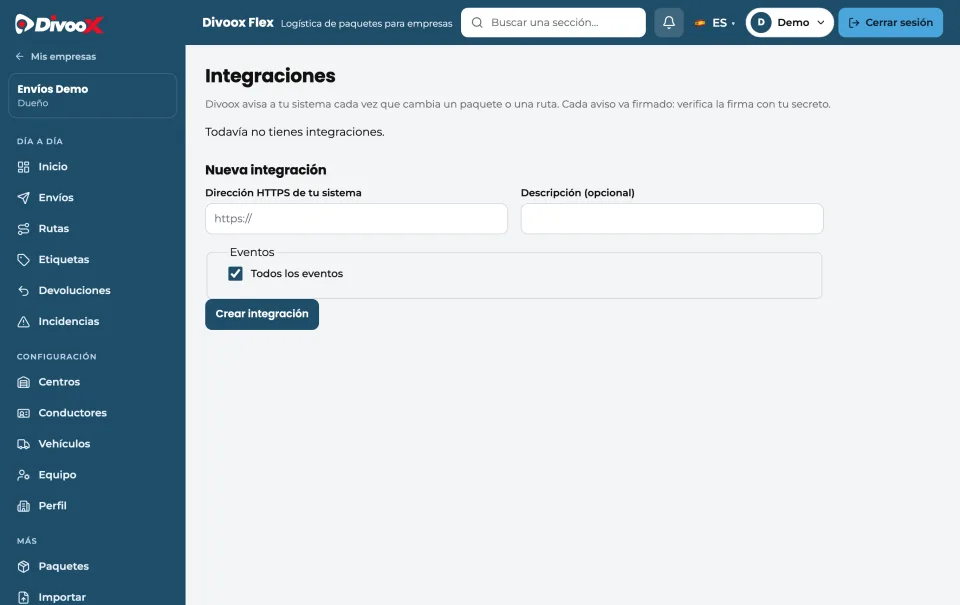 DivooX
Divoox Flex Logística de paquetes para empresas
Buscar una sección...
ES
D Demo
Cerrar sesión
Mis empresas
Envíos Demo
Dueño
DÍA A DÍA
Inicio
Envíos
Rutas
Etiquetas
Devoluciones
Incidencias
CONFIGURACIÓN
Centros
Conductores
Vehículos
Equipo
Perfil
MÁS
Paquetes
Importar
Integraciones
Divoox avisa a tu sistema cada vez que cambia un paquete o una ruta. Cada aviso va firmado: verifica la firma con tu secreto.
Todavía no tienes integraciones.
Nueva integración
Dirección HTTPS de tu sistema
https://
Descripción (opcional)
Eventos
Todos los eventos
Crear integración